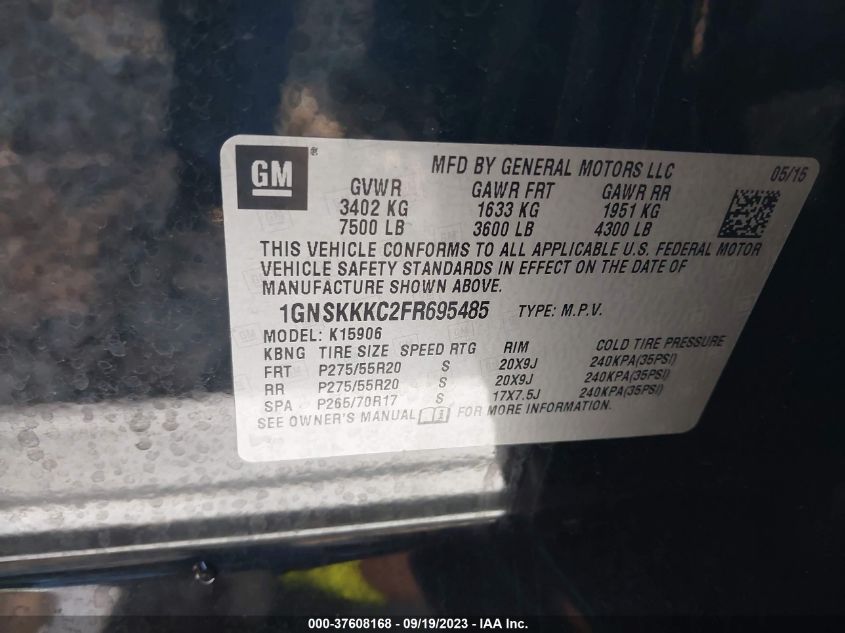 GM®
MFD BY GENERAL MOTORS LLC 05/15
GVWR GAWR FRT GAWR RR
3402 KG 1633 KG 1951 KG
7500 LB 3600 LB 4300 LB
THIS VEHICLE CONFORMS TO ALL APPLICABLE U.S. FEDERAL MOTOR
VEHICLE SAFETY STANDARDS IN EFFECT ON THE DATE OF
MANUFACTURE SHOWN ABOVE.
1GNSKKKC2FR695485 TYPE: M.P.V.
MODEL: K15906
KBNG TIRE SIZE SPEED RTG RIM COLD TIRE PRESSURE
FRT P275/55R20 S 20X9J 240KPA(35PSI)
RR P275/55R20 S 20X9J 240KPA(35PSI)
SPA P265/70R17 S 17X7.5J 240KPA(35PSI)
SEE OWNER'S MANUAL FOR MORE INFORMATION.
000-37608168 - 09/19/2023 - IAA Inc.